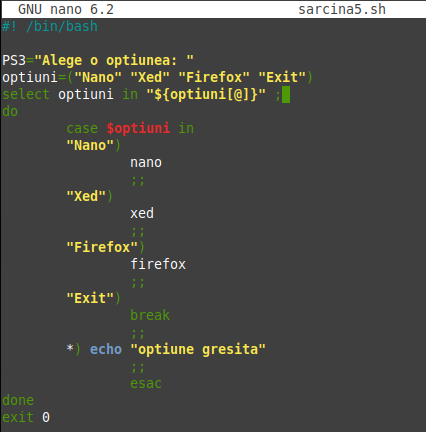 GNU nano 6.2 sarcina5.sh
#! /bin/bash
PS3="Alege o optiunea: "
optiuni=("Nano" "Xed" "Firefox" "Exit")
select optiuni in "${optiuni[@]}" ;
do
case $optiuni in
"Nano")
nano
;;
"Xed")
xed
;;
"Firefox")
firefox
;;
"Exit")
break
;;
*) echo "optiune gresita"
;;
esac
done
exit 0